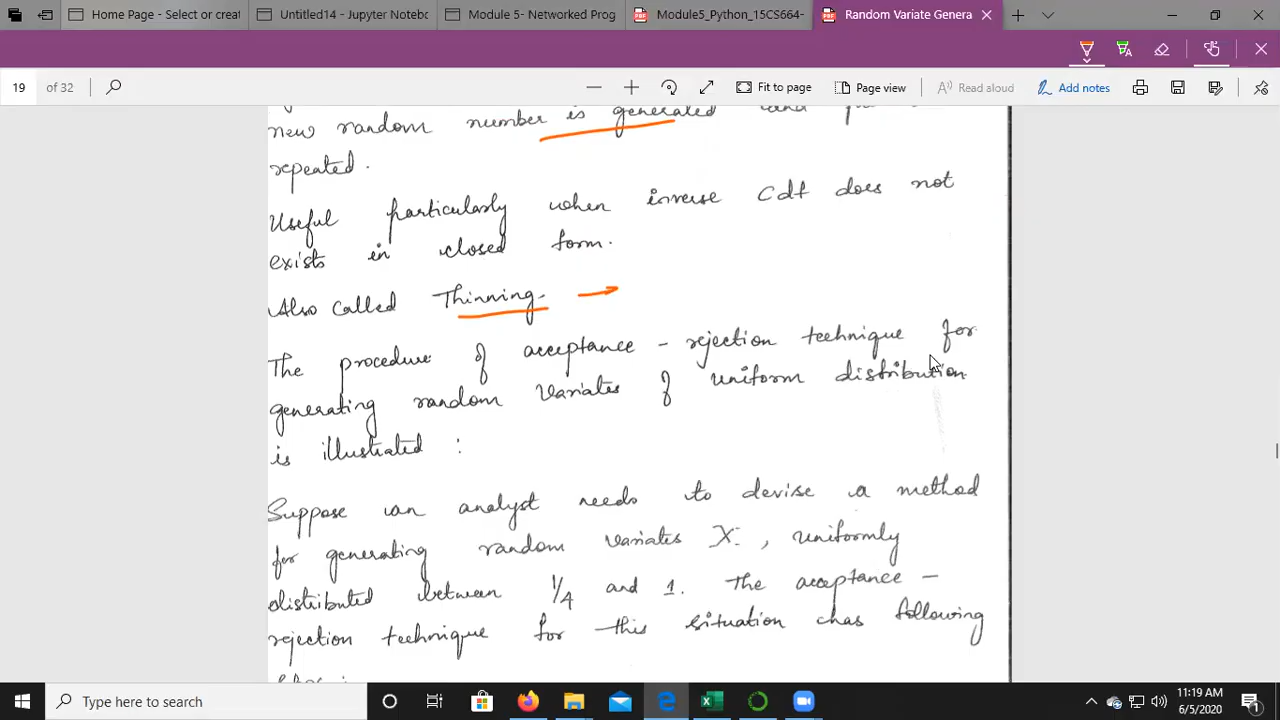 Home Page - Select or creat
Untitled14 - Jupyter Notebo
Module 5- Networked Prog
Module5_Python_15CS664-
Random Variate Genera
19 of 32
Fit to page
Page view
Read aloud
Add notes
new random number is generated and
repeated.
Useful particularly when inverse cdf does not
exists in closed form.
Also called Thinning.
The procedure of acceptance - rejection technique for
generating random variates of uniform distribution
is illustrated :
Suppose an analyst needs to devise a method
for generating random variates X, uniformly
distributed between 1/4 and 1. The acceptance -
rejection technique for this situation has following
Type here to search
11:19 AM
6/5/2020